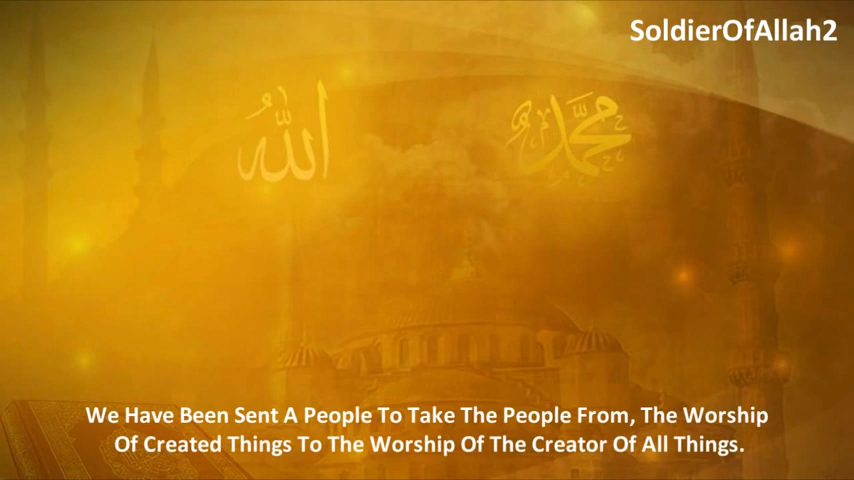 SoldierOfAllah2
الله
محمد
We Have Been Sent A People To Take The People From, The Worship
Of Created Things To The Worship Of The Creator Of All Things.